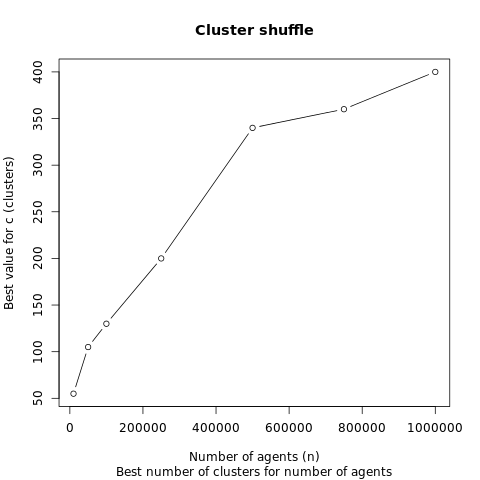 Cluster shuffle
Best value for c (clusters)
400
350
300
250
200
150
100
50
0 200000 400000 600000 800000 1000000
Number of agents (n)
Best number of clusters for number of agents